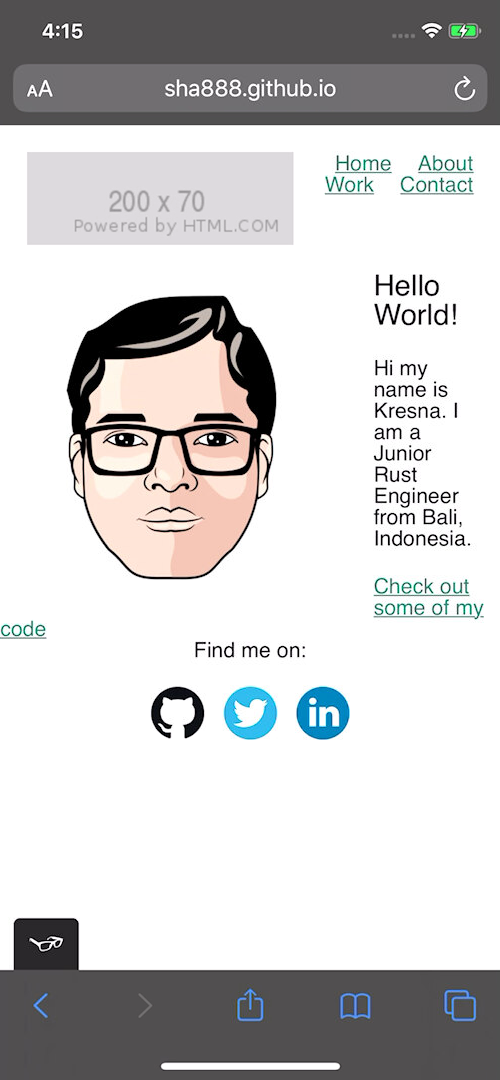 4:15
AA
sha888.github.io
200 x 70
Powered by HTML.COM
Home About
Work Contact
Hello
World!
Hi my
name is
Kresna. I
am a
Junior
Rust
Engineer
from Bali,
Indonesia.
Check out
some of my
code
Find me on:
in